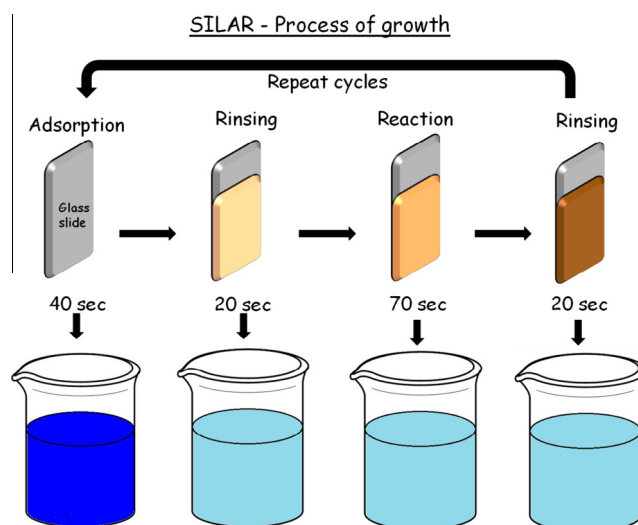 SILAR - Process of growth
Repeat cycles
Adsorption
Rinsing
Reaction
Rinsing
Glass
slide
40 sec
20 sec
70 sec
20 sec